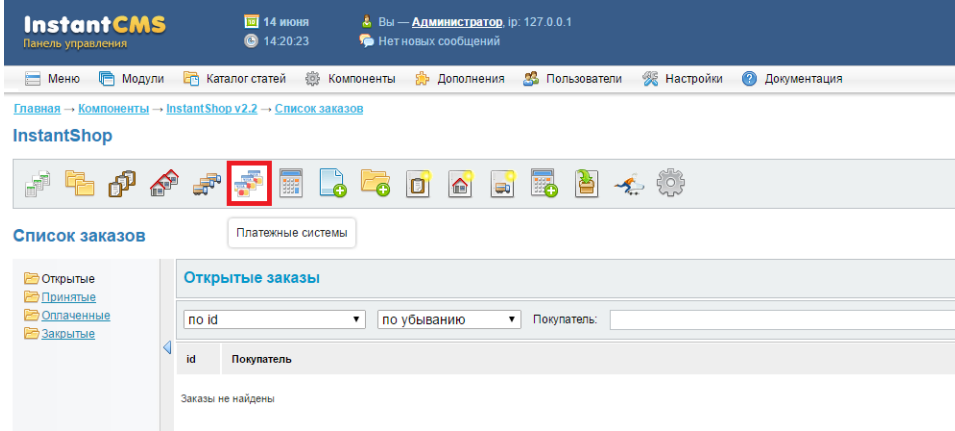 InstantCMS
Панель управления
14 июня
14:20:23
Вы — Администратор, ip: 127.0.0.1
Нет новых сообщений
Меню Модули Каталог статей Компоненты Дополнения Пользователи Настройки Документация
Главная → Компоненты → InstantShop v2.2 → Список заказов
InstantShop
Платежные системы
Список заказов
Открытые
Принятые
Оплаченные
Закрытые
Открытые заказы
по id по убыванию Покупатель:
id Покупатель
Заказы не найдены